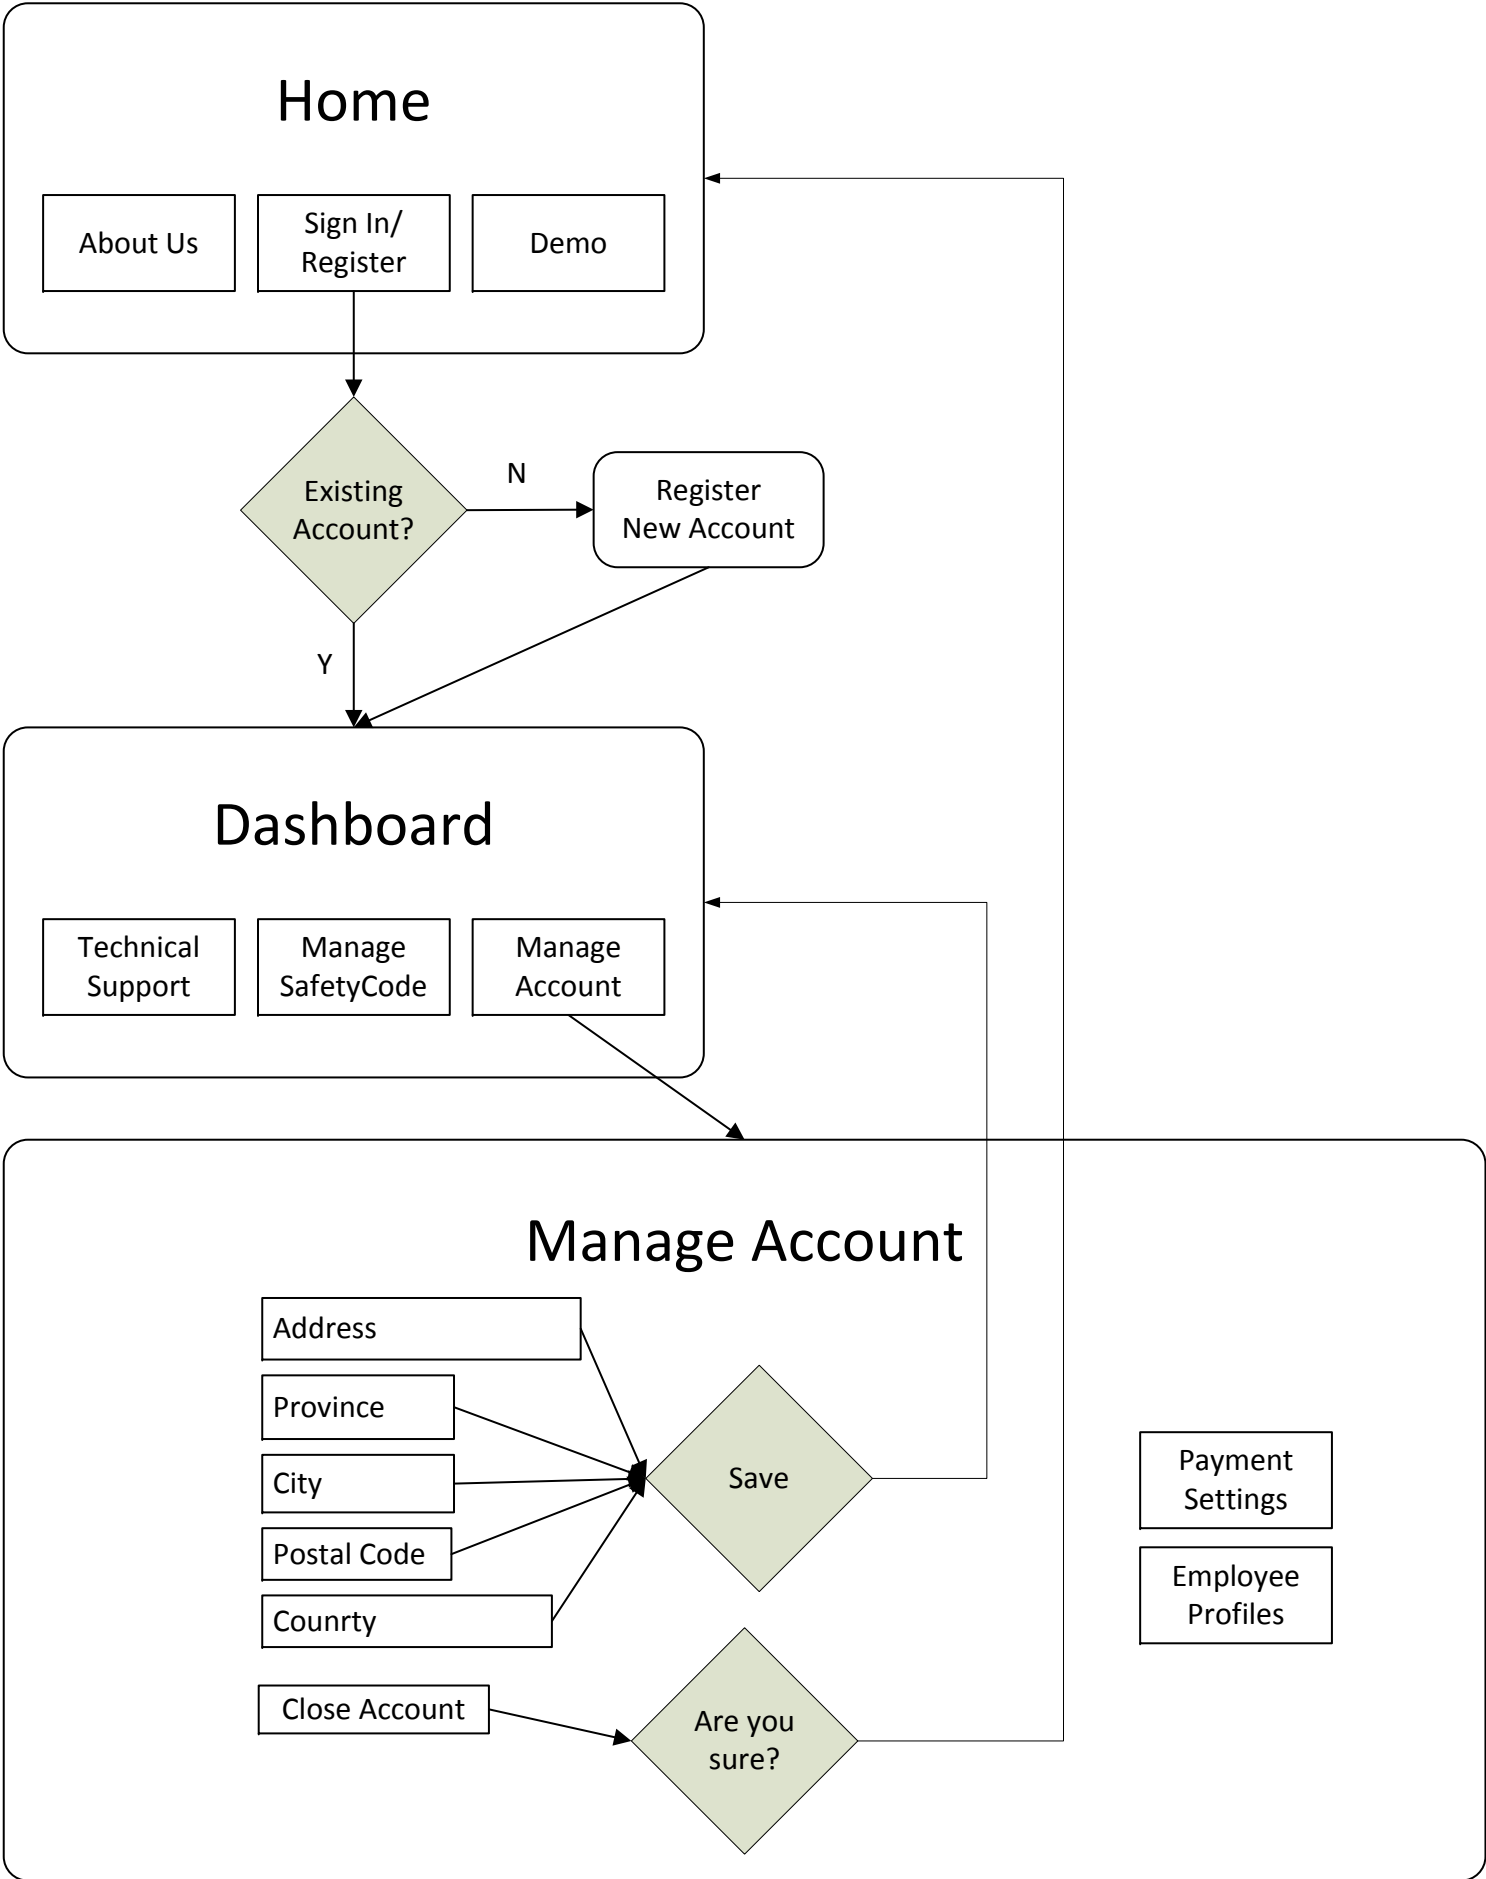 Home
About Us
Sign In/
Register
Demo
Existing
Account?
N
Register
New Account
Y
Dashboard
Technical
Support
Manage
SafetyCode
Manage
Account
Manage Account
Address
Province
City
Postal Code
Counrty
Save
Payment
Settings
Employee
Profiles
Close Account
Are you
sure?